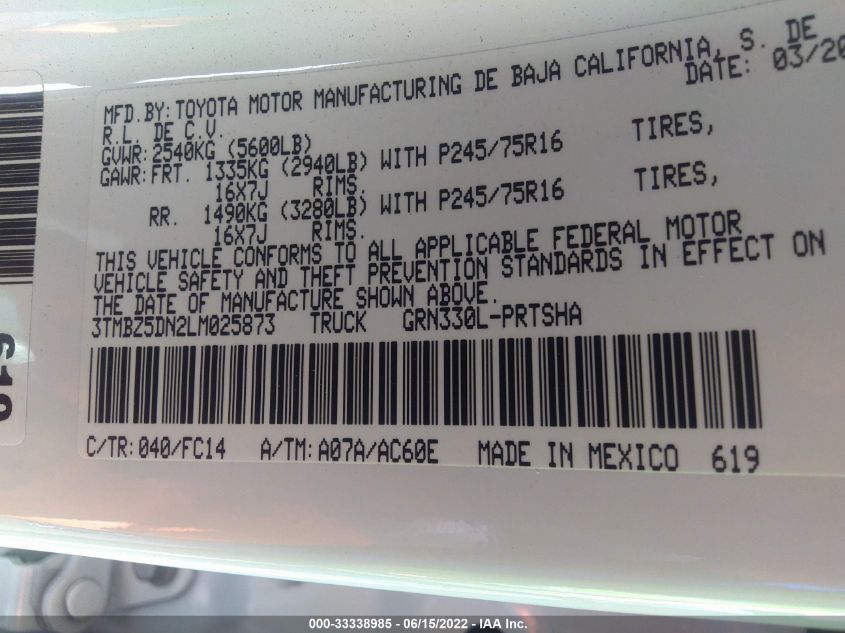 MFD.BY:TOYOTA MOTOR MANUFACTURING DE BAJA CALIFORNIA, S. DE
R.L. DE C.V. DATE: 03/20
GVWR:2540KG (5600LB)
GAWR:FRT. 1335KG (2940LB) WITH P245/75R16 TIRES,
16X7J RIMS.
RR. 1490KG (3280LB) WITH P245/75R16 TIRES,
16X7J RIMS.
THIS VEHICLE CONFORMS TO ALL APPLICABLE FEDERAL MOTOR
VEHICLE SAFETY AND THEFT PREVENTION STANDARDS IN EFFECT ON
THE DATE OF MANUFACTURE SHOWN ABOVE.
3TMBZ5DN2LM025873 TRUCK GRN330L-PRTSHA
C/TR:040/FC14 A/TM:A07A/AC60E MADE IN MEXICO 619
619
000-33338985 - 06/15/2022 - IAA Inc.